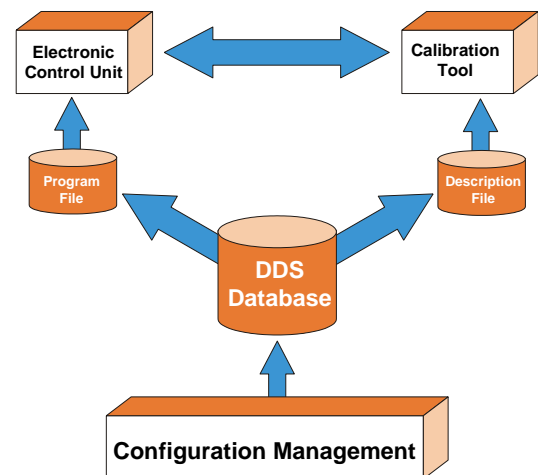 Electronic
Control Unit
Calibration
Tool
Program
File
Description
File
DDS
Database
Configuration Management